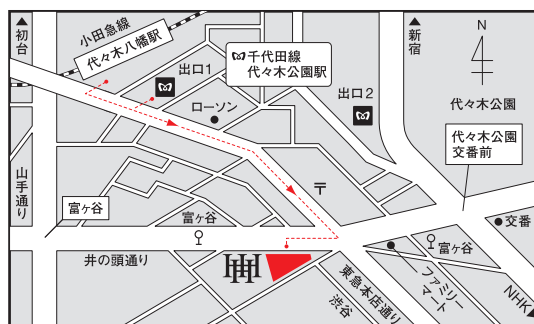 ▲初台
小田急線
代々木八幡駅
出口1
千代田線
代々木公園駅
▲新宿
N
ローソン
出口2
代々木公園
代々木公園
交番前
山手通り
富ヶ谷
富ヶ谷
〒
交番
富ヶ谷
井の頭通り
ファミリー
マート
東急本店通り
渋谷
NHK▶